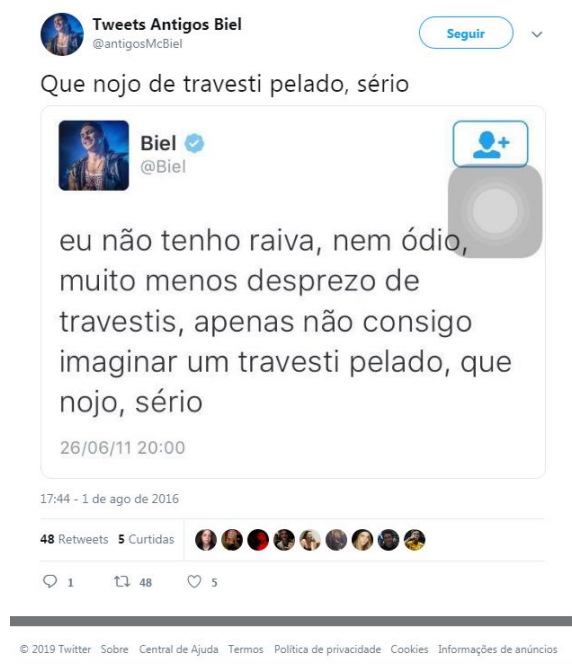 Tweets Antigos Biel
@antigosMcBiel
Seguir
Que nojo de travesti pelado, sério
Biel
@Biel
eu não tenho raiva, nem ódio,
muito menos desprezo de
travestis, apenas não consigo
imaginar um travesti pelado, que
nojo, sério
26/06/11 20:00
17:44 - 1 de ago de 2016
48 Retweets 5 Curtidas
1 48 5
© 2019 Twitter Sobre Central de Ajuda Termos Política de privacidade Cookies Informações de anúncios